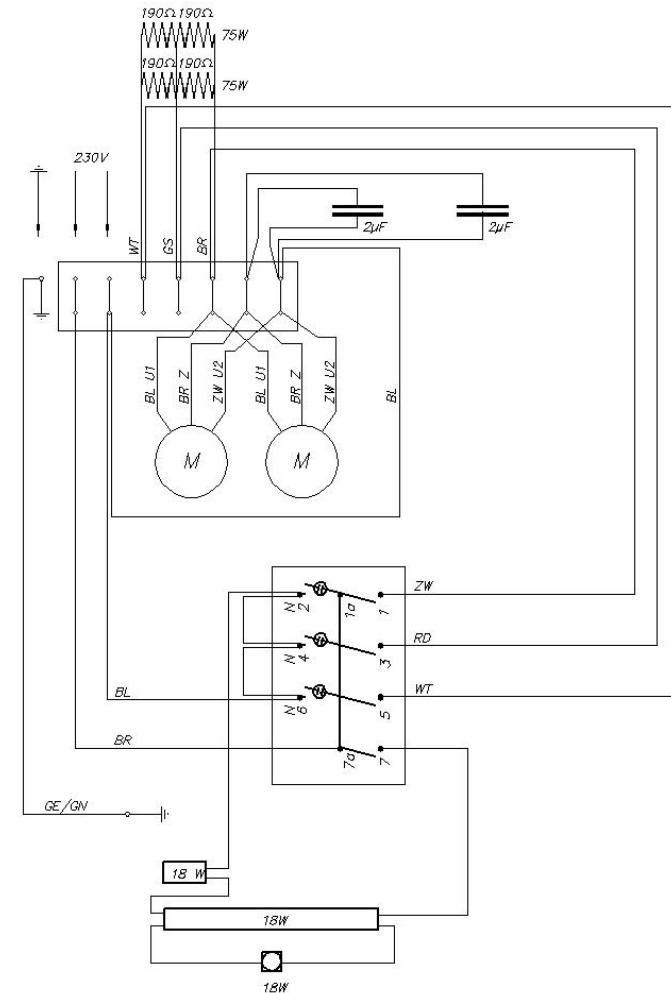 190Ω 190Ω
75W
190Ω 190Ω
75W
230V
WT
GS
BR
2µF
2µF
BL U1
BR Z
ZW U2
BL U1
BR Z
ZW U2
BL
M
M
ZW
N
2
1a
1
RD
N
4
3
WT
BL
N
6
5
BR
7a
7
GE/GN
18 W
18W
18W